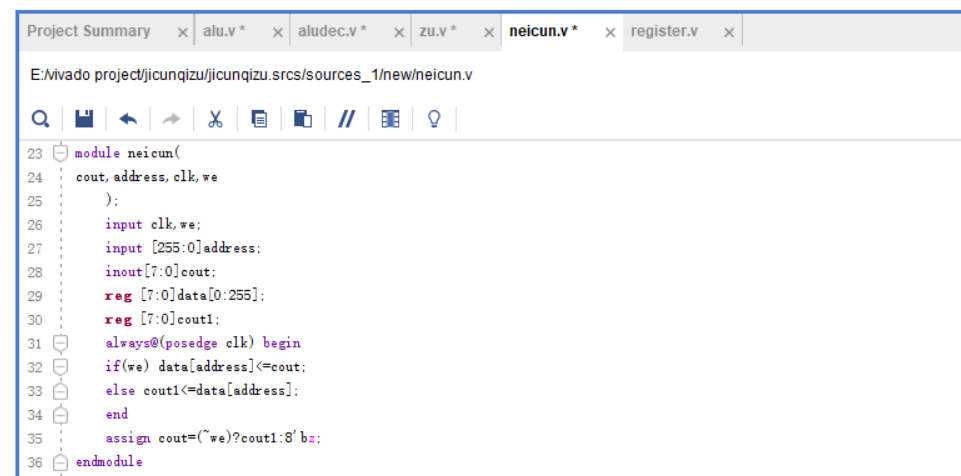 Project Summary × alu.v * × aludec.v * × zu.v * × neicun.v * × register.v ×
E:/vivado project/jicunqizu/jicunqizu.srcs/sources_1/new/neicun.v
23 module neicun(
24 cout, address, clk, we
25 );
26 input clk, we;
27 input [255:0]address;
28 inout[7:0]cout;
29 reg [7:0]data[0:255];
30 reg [7:0]cout1;
31 always@(posedge clk) begin
32 if(we) data[address]<=cout;
33 else cout1<=data[address];
34 end
35 assign cout=(~we)?cout1:8'bz;
36 endmodule